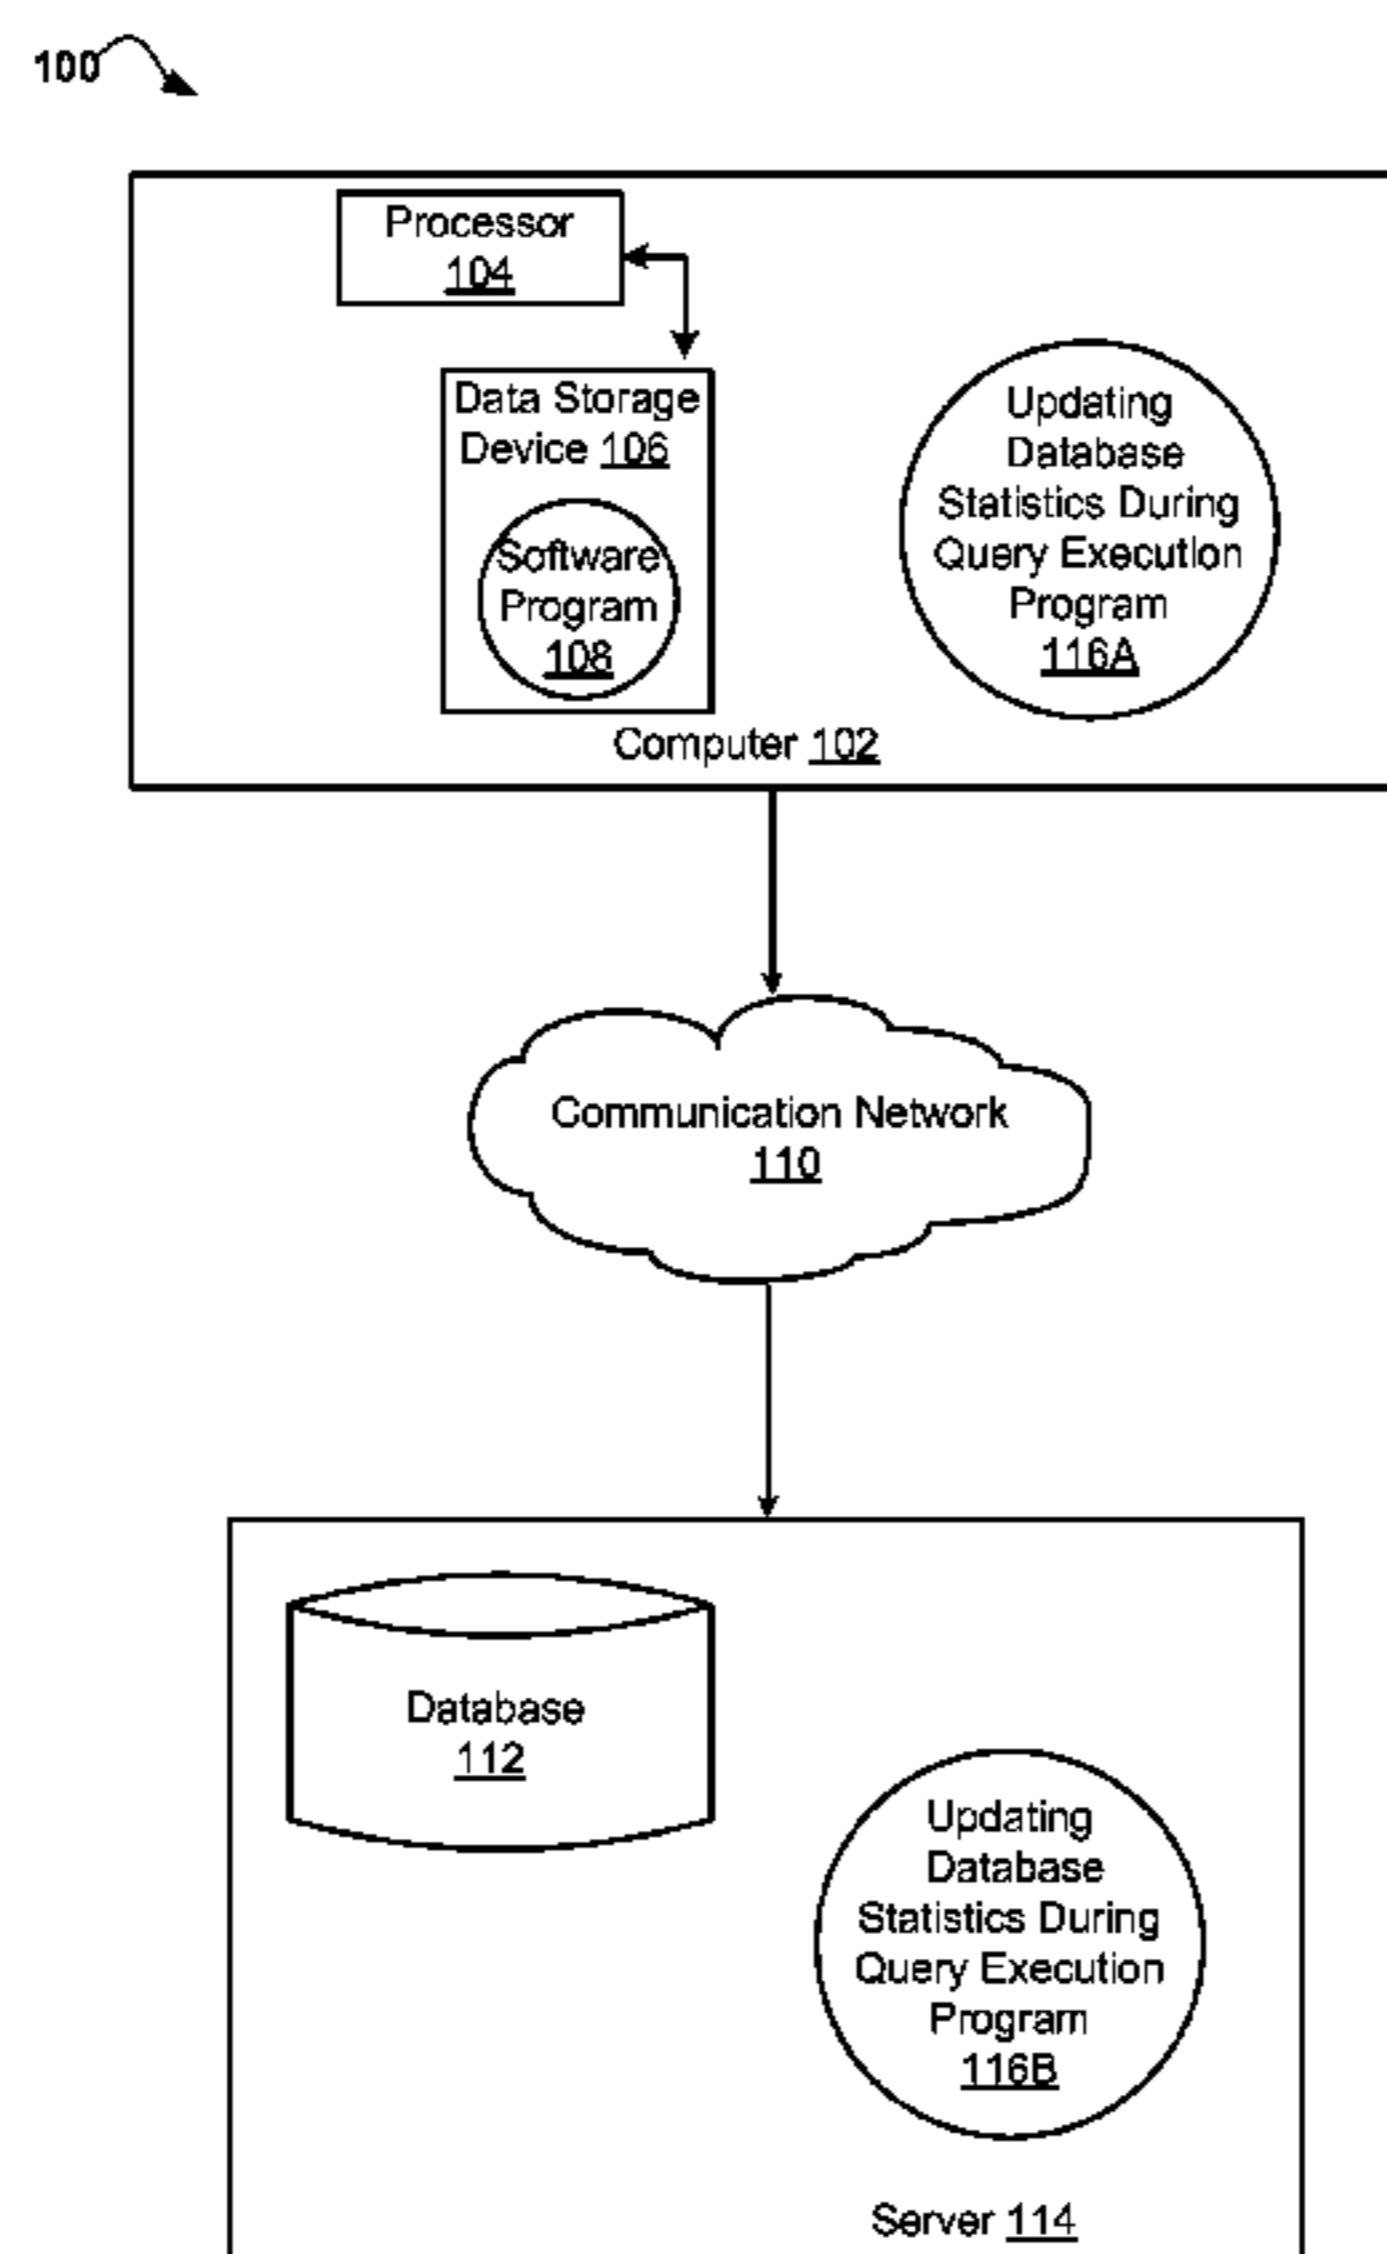 100
Processor
104
Data Storage
Device 106
Software
Program
108
Updating
Database
Statistics During
Query Execution
Program
116A
Computer 102
Communication Network
110
Database
112
Updating
Database
Statistics During
Query Execution
Program
116B
Server 114